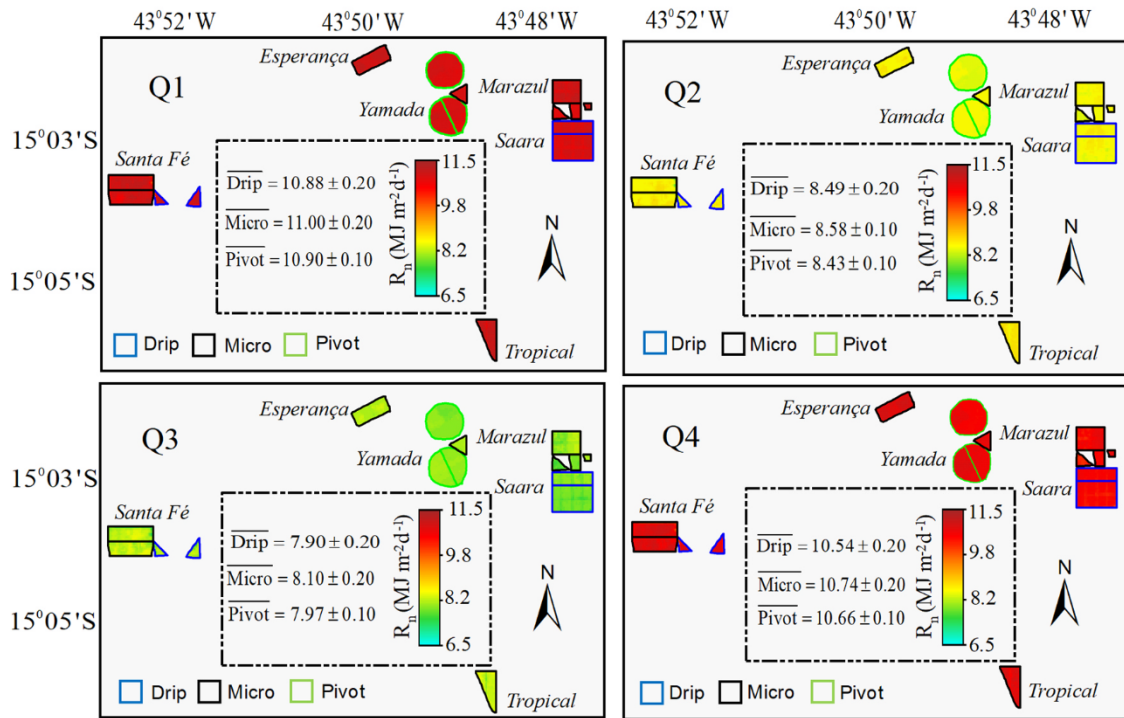 43°52'W 43°50'W 43°48'W
43°52'W 43°50'W 43°48'W
15°03'S
15°05'S
15°03'S
15°05'S
Q1
Esperança
Yamada
Marazul
Saara
Santa Fé
Drip = 10.88 ± 0.20
Micro = 11.00 ± 0.20
Pivot = 10.90 ± 0.10
Rn (MJ m-2d-1)
11.5
9.8
8.2
6.5
N
Drip Micro Pivot
Tropical
Q2
Esperança
Yamada
Marazul
Saara
Santa Fé
Drip = 8.49 ± 0.20
Micro = 8.58 ± 0.10
Pivot = 8.43 ± 0.10
Rn (MJ m-2d-1)
11.5
9.8
8.2
6.5
N
Drip Micro Pivot
Tropical
Q3
Esperança
Yamada
Marazul
Saara
Santa Fé
Drip = 7.90 ± 0.20
Micro = 8.10 ± 0.20
Pivot = 7.97 ± 0.10
Rn (MJ m-2d-1)
11.5
9.8
8.2
6.5
N
Drip Micro Pivot
Tropical
Q4
Esperança
Yamada
Marazul
Saara
Santa Fé
Drip = 10.54 ± 0.20
Micro = 10.74 ± 0.20
Pivot = 10.66 ± 0.10
Rn (MJ m-2d-1)
11.5
9.8
8.2
6.5
N
Drip Micro Pivot
Tropical